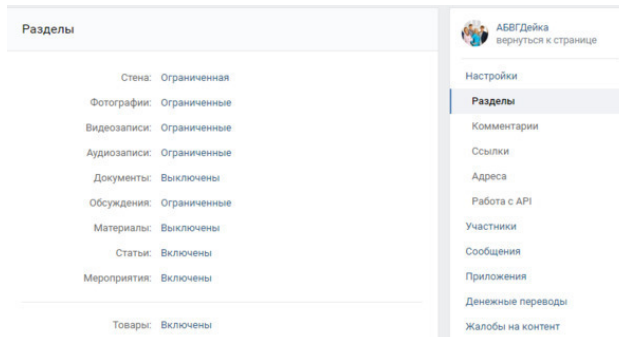 Разделы
Стена: Ограниченная
Фотографии: Ограниченные
Видеозаписи: Ограниченные
Аудиозаписи: Ограниченные
Документы: Выключены
Обсуждения: Ограниченные
Материалы: Выключены
Статьи: Включены
Мероприятия: Включены
Товары: Включены
АБВГДейка
вернуться к странице
Настройки
Разделы
Комментарии
Ссылки
Адреса
Работа с API
Участники
Сообщения
Приложения
Денежные переводы
Жалобы на контент